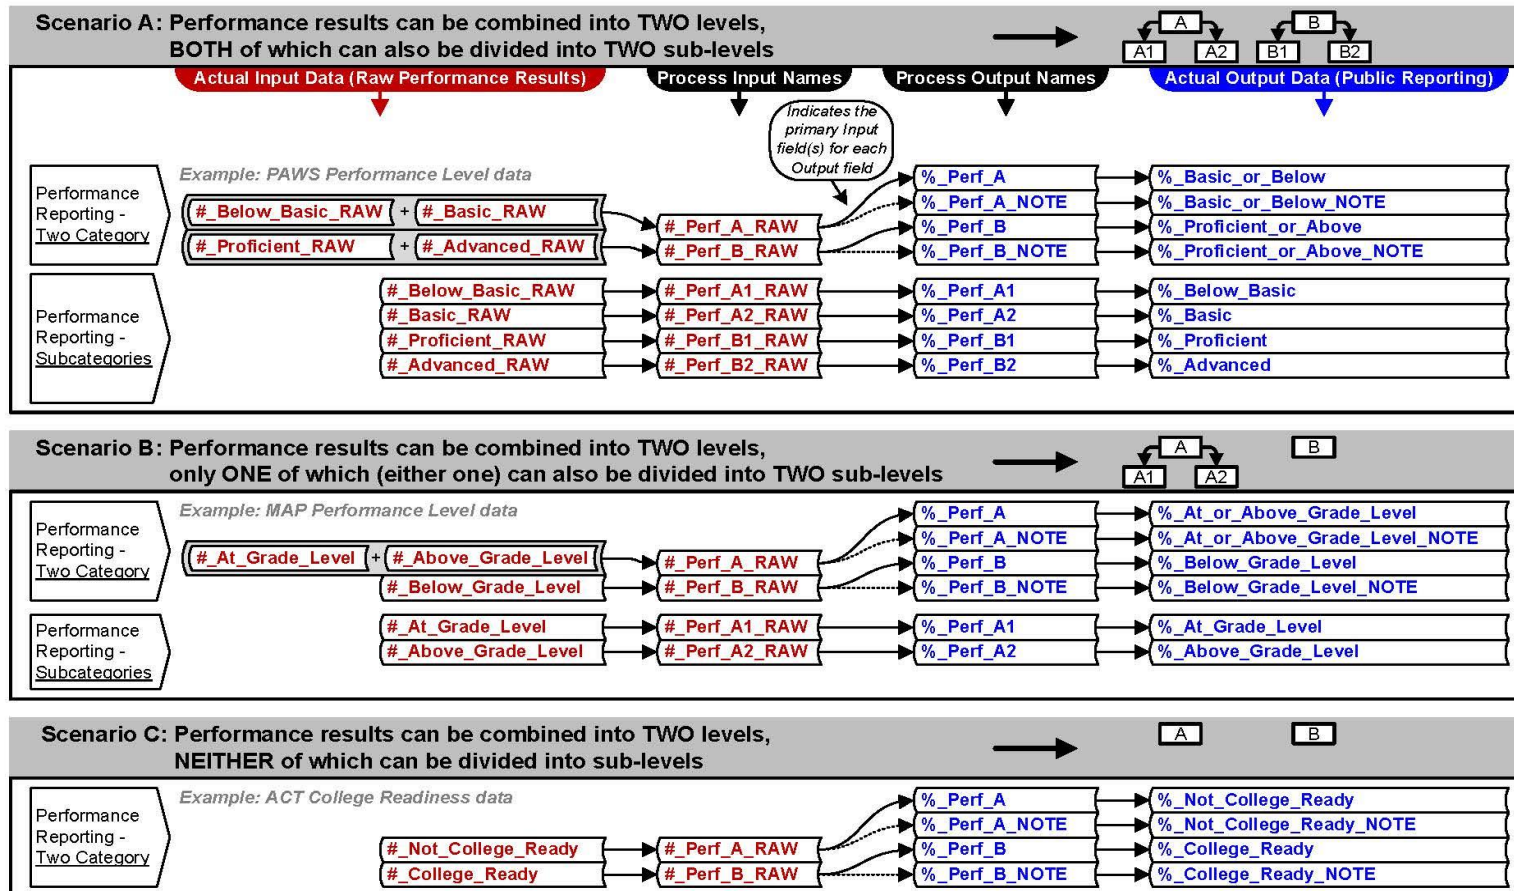 Scenario A: Performance results can be combined into TWO levels,
BOTH of which can also be divided into TWO sub-levels
A B
A1 A2 B1 B2
Actual Input Data (Raw Performance Results) Process Input Names Process Output Names Actual Output Data (Public Reporting)
Indicates the
primary Input
field(s) for each
Output field
Performance
Reporting -
Two Category
Example: PAWS Performance Level data
#_Below_Basic_RAW + #_Basic_RAW
#_Proficient_RAW + #_Advanced_RAW
#_Perf_A_RAW
#_Perf_B_RAW
%_Perf_A %_Basic_or_Below
%_Perf_A_NOTE %_Basic_or_Below_NOTE
%_Perf_B %_Proficient_or_Above
%_Perf_B_NOTE %_Proficient_or_Above_NOTE
Performance
Reporting -
Subcategories
#_Below_Basic_RAW #_Perf_A1_RAW %_Perf_A1 %_Below_Basic
#_Basic_RAW #_Perf_A2_RAW %_Perf_A2 %_Basic
#_Proficient_RAW #_Perf_B1_RAW %_Perf_B1 %_Proficient
#_Advanced_RAW #_Perf_B2_RAW %_Perf_B2 %_Advanced
Scenario B: Performance results can be combined into TWO levels,
only ONE of which (either one) can also be divided into TWO sub-levels
A B
A1 A2
Performance
Reporting -
Two Category
Example: MAP Performance Level data
#_At_Grade_Level + #_Above_Grade_Level
#_Below_Grade_Level
#_Perf_A_RAW
#_Perf_B_RAW
%_Perf_A %_At_or_Above_Grade_Level
%_Perf_A_NOTE %_At_or_Above_Grade_Level_NOTE
%_Perf_B %_Below_Grade_Level
%_Perf_B_NOTE %_Below_Grade_Level_NOTE
Performance
Reporting -
Subcategories
#_At_Grade_Level #_Perf_A1_RAW %_Perf_A1 %_At_Grade_Level
#_Above_Grade_Level #_Perf_A2_RAW %_Perf_A2 %_Above_Grade_Level
Scenario C: Performance results can be combined into TWO levels,
NEITHER of which can be divided into sub-levels
A B
Performance
Reporting -
Two Category
Example: ACT College Readiness data
#_Not_College_Ready
#_College_Ready
#_Perf_A_RAW
#_Perf_B_RAW
%_Perf_A %_Not_College_Ready
%_Perf_A_NOTE %_Not_College_Ready_NOTE
%_Perf_B %_College_Ready
%_Perf_B_NOTE %_College_Ready_NOTE